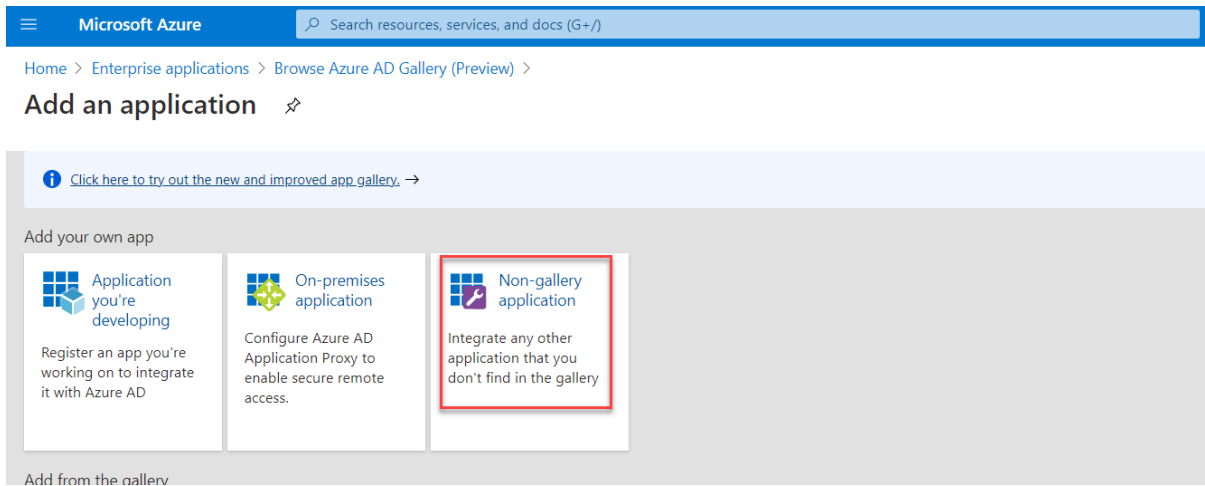 Microsoft Azure
Search resources, services, and docs (G+/)
Home > Enterprise applications > Browse Azure AD Gallery (Preview) >
Add an application
Click here to try out the new and improved app gallery. →
Add your own app
Application
you're
developing
Register an app you're
working on to integrate
it with Azure AD
On-premises
application
Configure Azure AD
Application Proxy to
enable secure remote
access.
Non-gallery
application
Integrate any other
application that you
don't find in the gallery
Add from the gallery